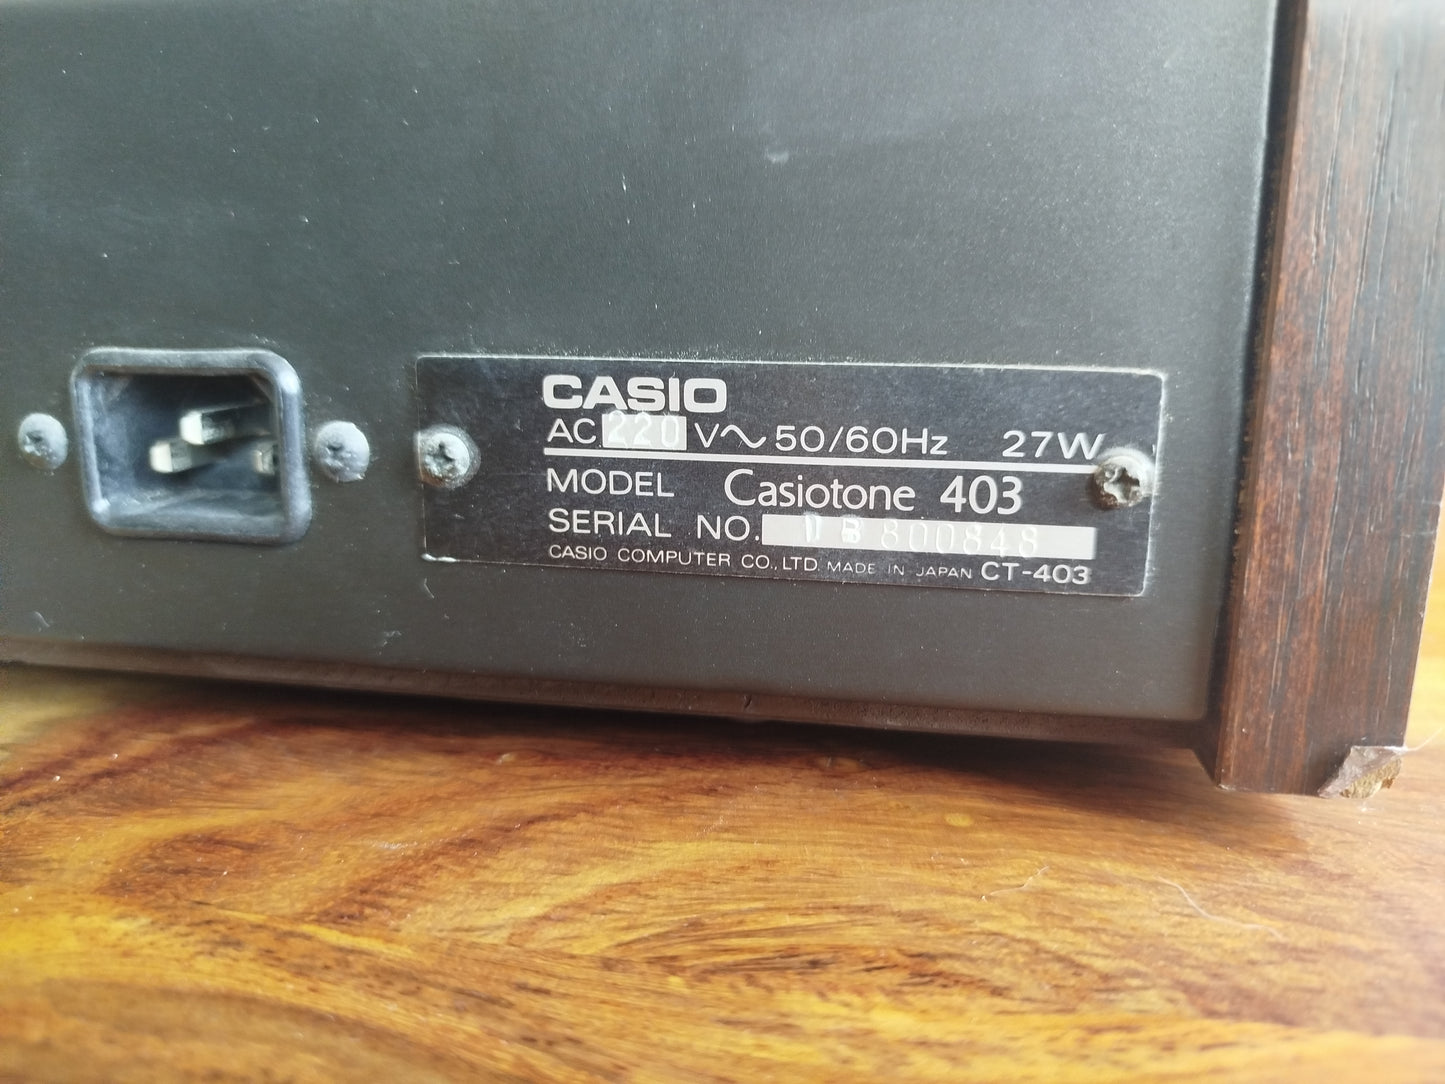 CASIO
AC 220 V~ 50/60Hz 27W
MODEL Casiotone 403
SERIAL NO. 800848
CASIO COMPUTER CO., LTD. MADE IN JAPAN CT-403